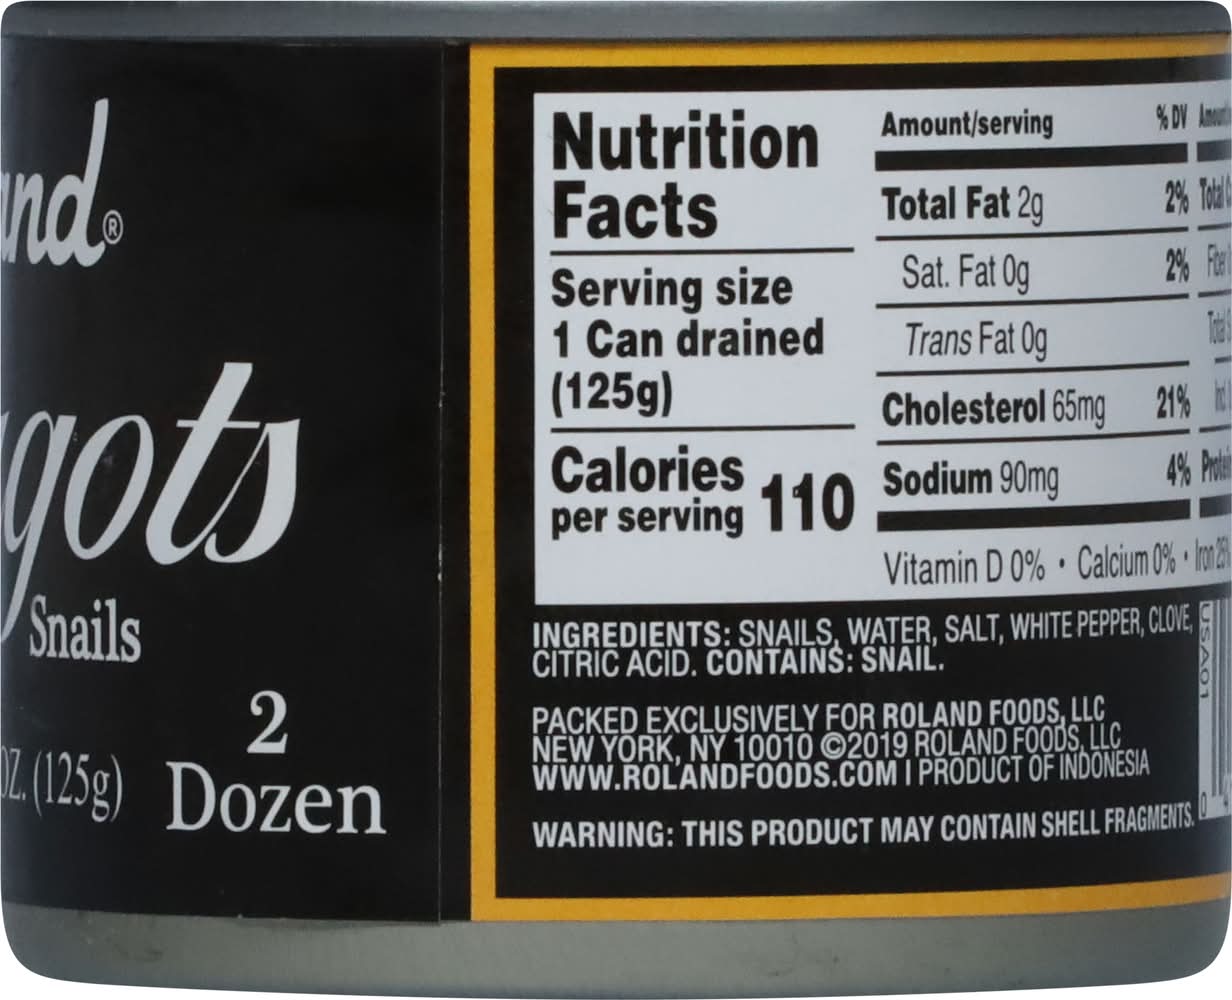 ®
Snails
OZ. (125g)
2
Dozen
Nutrition
Facts
Serving size
1 Can drained
(125g)
Calories
per serving 110
Amount/serving % DV
Total Fat 2g 2%
Sat. Fat 0g 2%
Trans Fat 0g
Cholesterol 65mg 21%
Sodium 90mg 4%
Vitamin D 0% • Calcium 0% • Iron 25%
INGREDIENTS: SNAILS, WATER, SALT, WHITE PEPPER, CLOVE,
CITRIC ACID. CONTAINS: SNAIL.
PACKED EXCLUSIVELY FOR ROLAND FOODS, LLC
NEW YORK, NY 10010 ©2019 ROLAND FOODS, LLC
WWW.ROLANDFOODS.COM | PRODUCT OF INDONESIA
WARNING: THIS PRODUCT MAY CONTAIN SHELL FRAGMENTS.
USA01
0